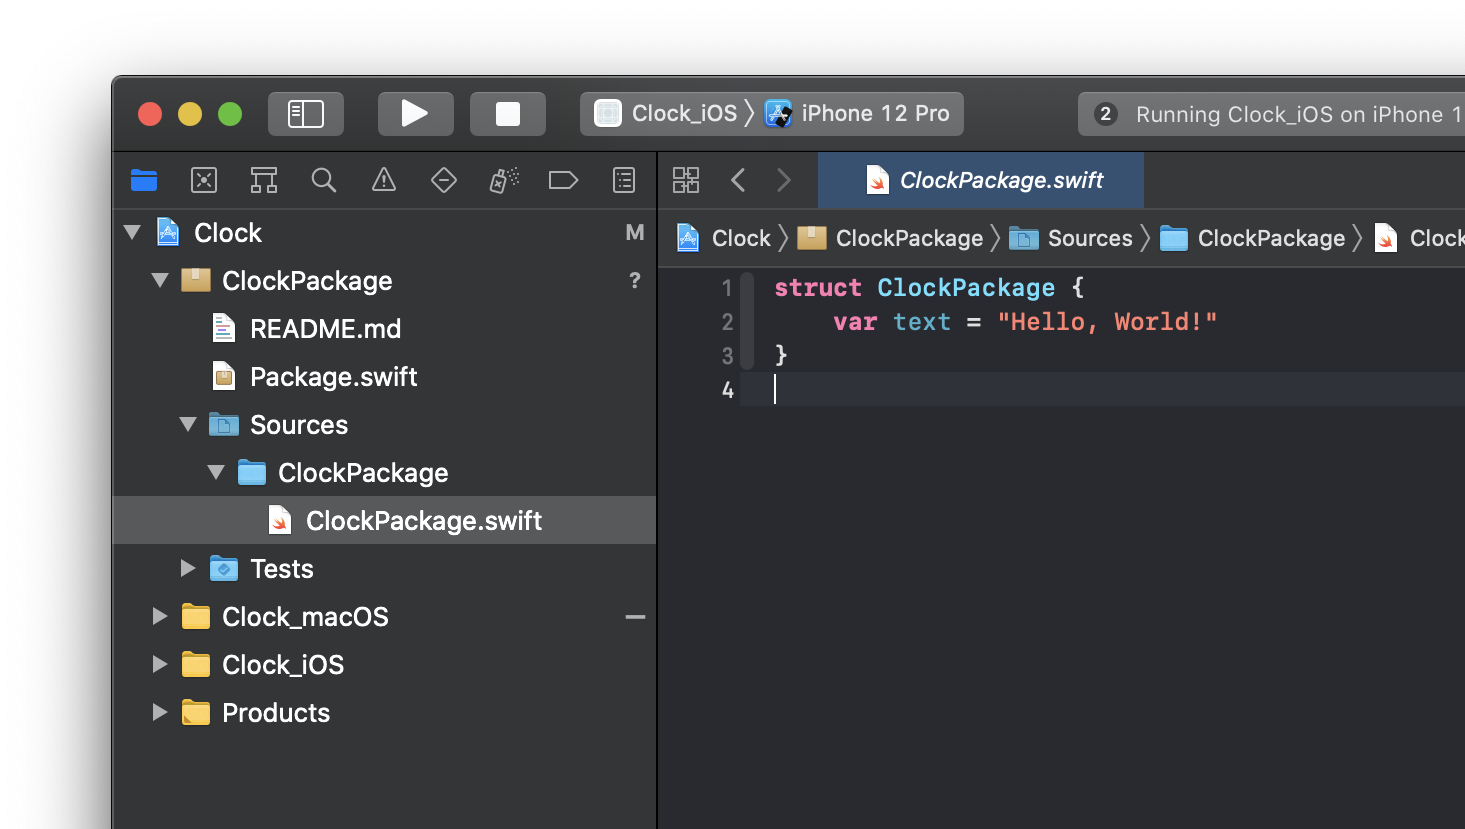 Clock_iOS 〉 iPhone 12 Pro
2 Running Clock_iOS on iPhone 1
ClockPackage.swift
Clock M
ClockPackage ?
README.md
Package.swift
Sources
ClockPackage
ClockPackage.swift
Tests
Clock_macOS
Clock_iOS
Products
Clock 〉 ClockPackage 〉 Sources 〉 ClockPackage 〉 Clock
1 struct ClockPackage {
2 var text = "Hello, World!"
3 }
4